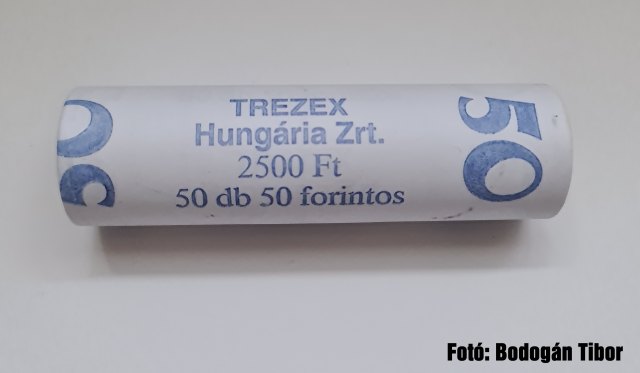 TREZEX
Hungária Zrt.
2500 Ft
50 db 50 forintos
50
50
Fotó: Bodogán Tibor